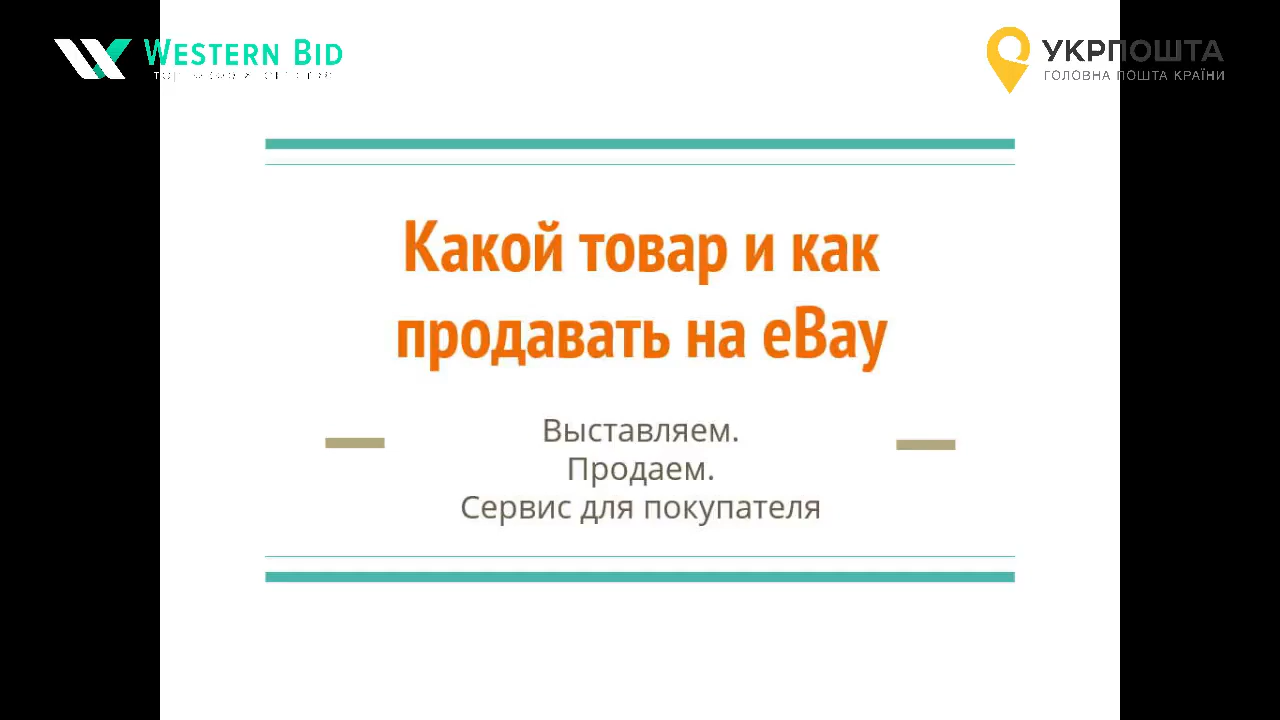 WESTERN BID
УКРПОШТА
ГОЛОВНА ПОШТА КРАЇНИ
Какой товар и как
продавать на eBay
Выставляем.
Продаем.
Сервис для покупателя